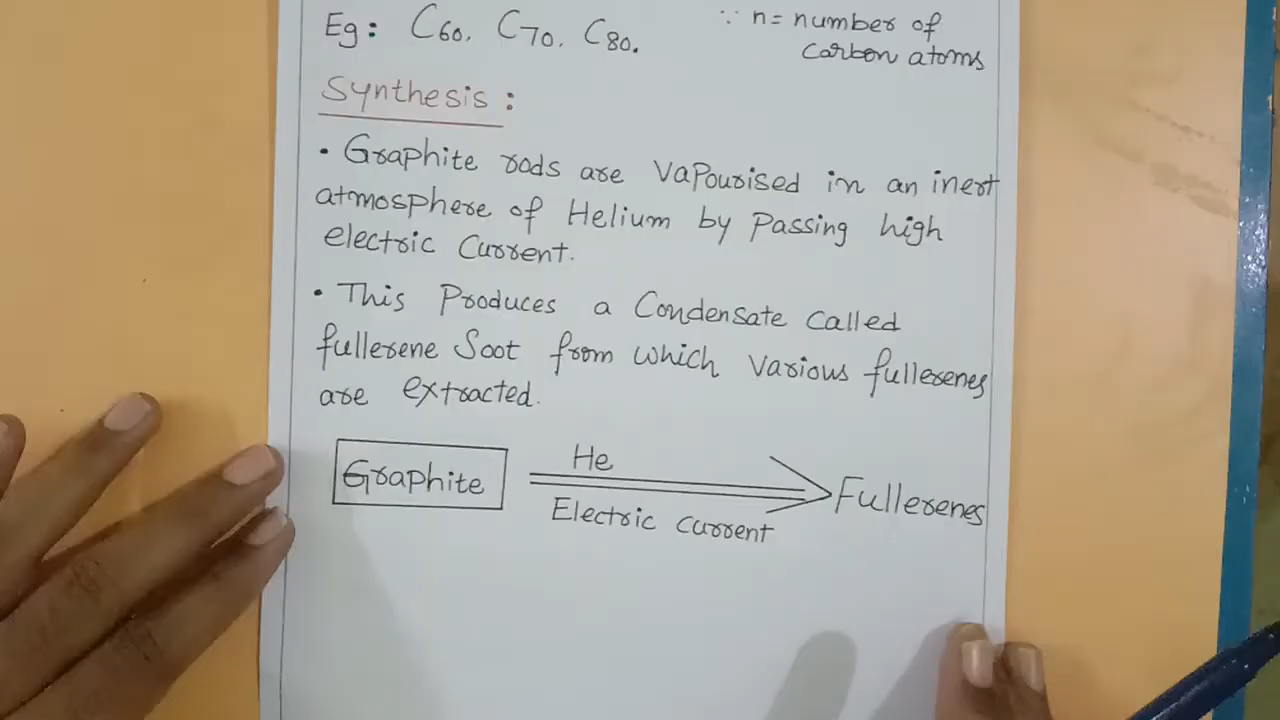 Eg: C60, C70, C80.
∵ n = number of
carbon atoms
Synthesis :
• Graphite rods are vapourised in an inert
atmosphere of Helium by passing high
electric current.
• This produces a condensate called
fullerene soot from which various fullerenes
are extracted.
Graphite He Fullerenes
Electric current